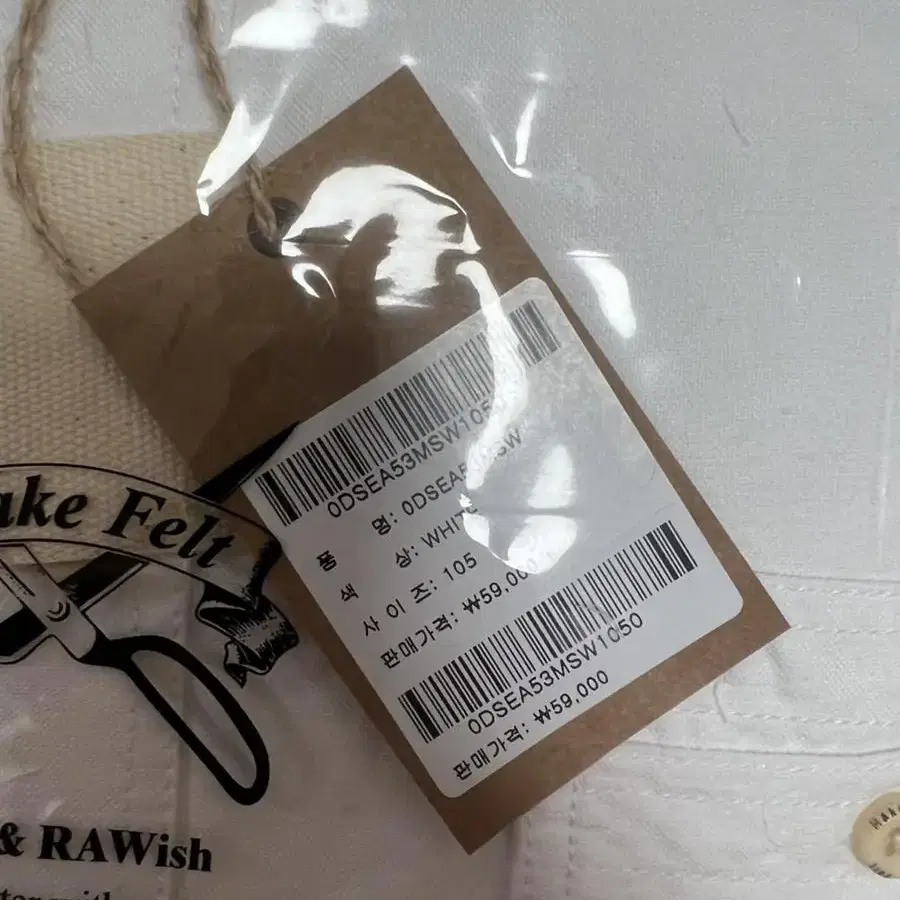 0DSEA53MSW1050
품 명: 0DSEA53MSW
색 상: WHITE
사 이 즈: 105
판매가격: ₩59,000
0DSEA53MSW1050
판매가격: ₩59,000
ake Felt
& RAWish
Make